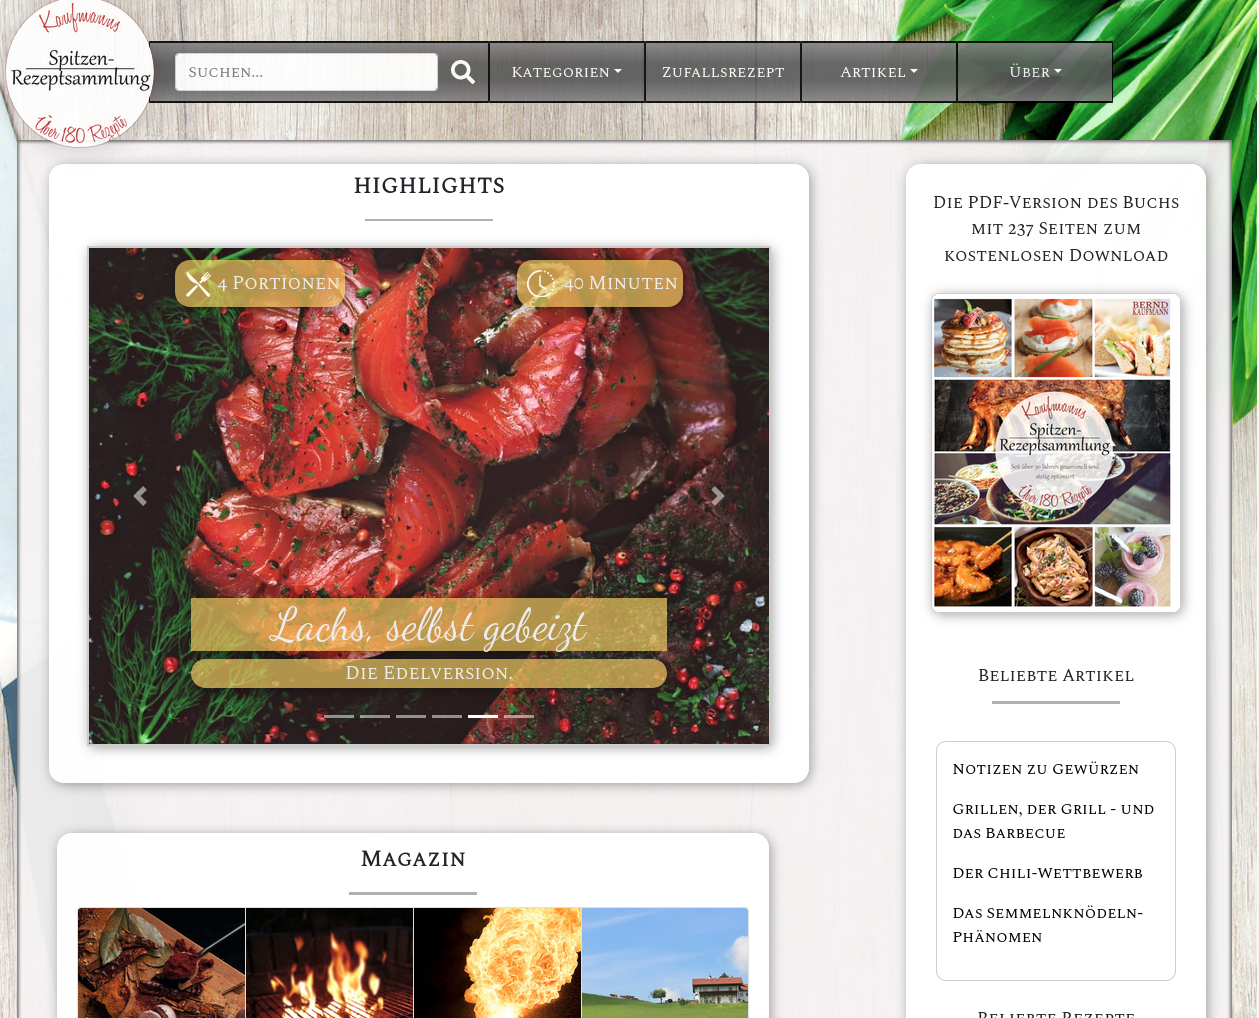 Kaufmanns
Spitzen-
Rezeptsammlung
Über 180 Rezepte
Suchen...
Kategorien
Zufallsrezept
Artikel
Über
HIGHLIGHTS
4 Portionen
40 Minuten
Lachs, selbst gebeizt
Die Edelversion.
Magazin
Die PDF-Version des Buchs
mit 237 Seiten zum
kostenlosen Download
BERND
KAUFMANN
Kaufmanns
Spitzen-
Rezeptsammlung
Seit über 30 Jahren gesammelt und
stetig optimiert
Über 180 Rezepte
Beliebte Artikel
Notizen zu Gewürzen
Grillen, der Grill - und
das Barbecue
Der Chili-Wettbewerb
Das Semmelnknödeln-
Phänomen
Beliebte Rezepte